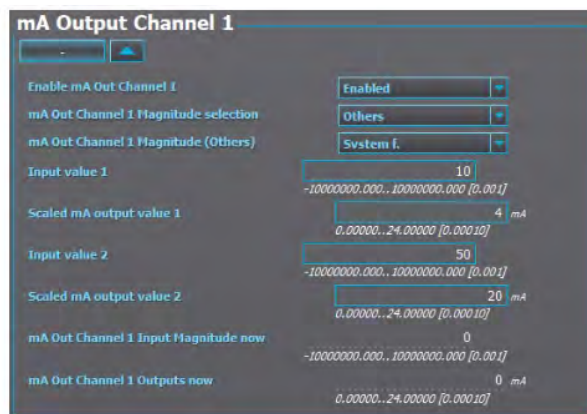 mA Output Channel 1
-
Enable mA Out Channel 1 Enabled
mA Out Channel 1 Magnitude selection Others
mA Out Channel 1 Magnitude (Others) System f.
Input value 1 10
-10000000.000..10000000.000 [0.001]
Scaled mA output value 1 4 mA
0.00000..24.00000 [0.00010]
Input value 2 50
-10000000.000..10000000.000 [0.001]
Scaled mA output value 2 20 mA
0.00000..24.00000 [0.00010]
mA Out Channel 1 Input Magnitude now 0
-10000000.000..10000000.000 [0.001]
mA Out Channel 1 Outputs now 0 mA
0.00000..24.00000 [0.00010]